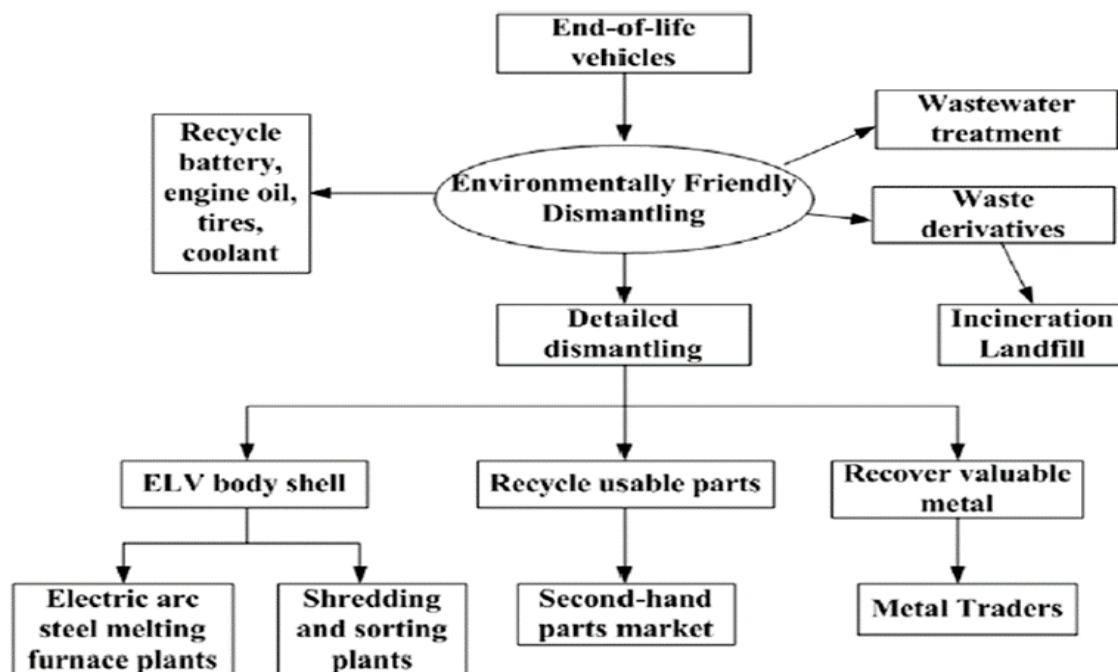 End-of-life
vehicles
Wastewater
treatment
Recycle
battery,
engine oil,
tires,
coolant
Environmentally Friendly
Dismantling
Waste
derivatives
Detailed
dismantling
Incineration
Landfill
ELV body shell
Recycle usable parts
Recover valuable
metal
Electric arc
steel melting
furnace plants
Shredding
and sorting
plants
Second-hand
parts market
Metal Traders